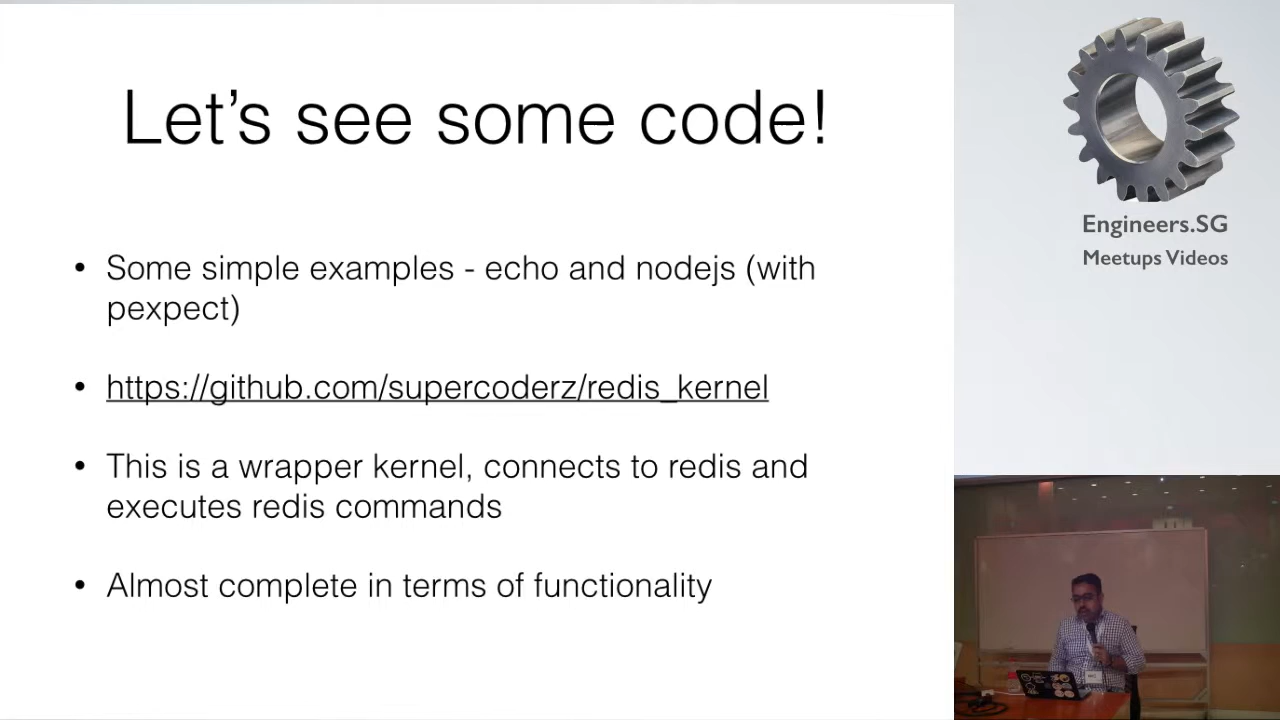 Let's see some code!
• Some simple examples - echo and nodejs (with
pexpect)
• https://github.com/supercoderz/redis_kernel
• This is a wrapper kernel, connects to redis and
executes redis commands
• Almost complete in terms of functionality
Engineers.SG
Meetups Videos